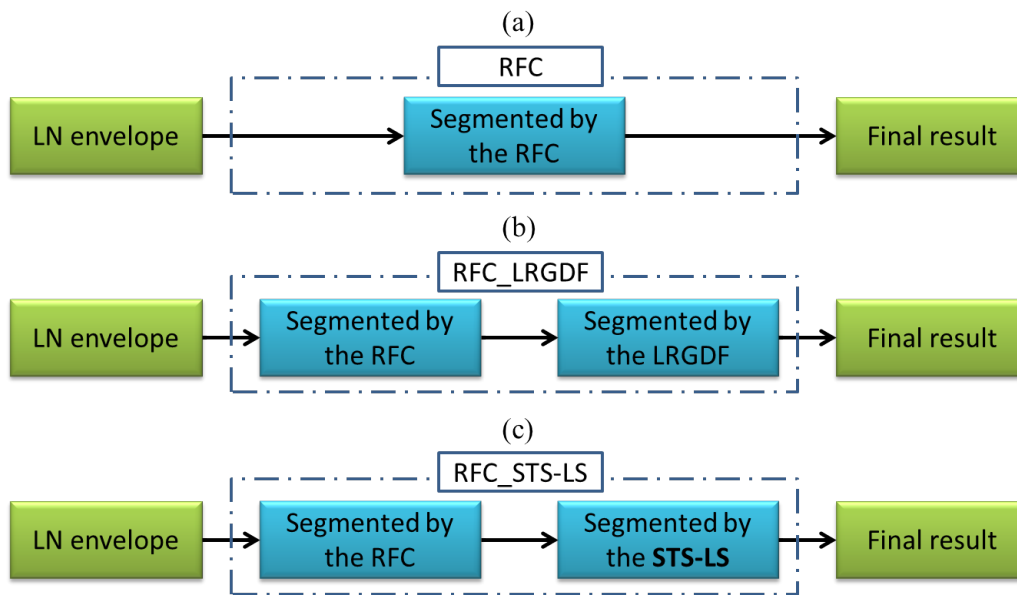 (a)
RFC
LN envelope
Segmented by
the RFC
Final result
(b)
RFC_LRGDF
LN envelope
Segmented by
the RFC
Segmented by
the LRGDF
Final result
(c)
RFC_STS-LS
LN envelope
Segmented by
the RFC
Segmented by
the STS-LS
Final result